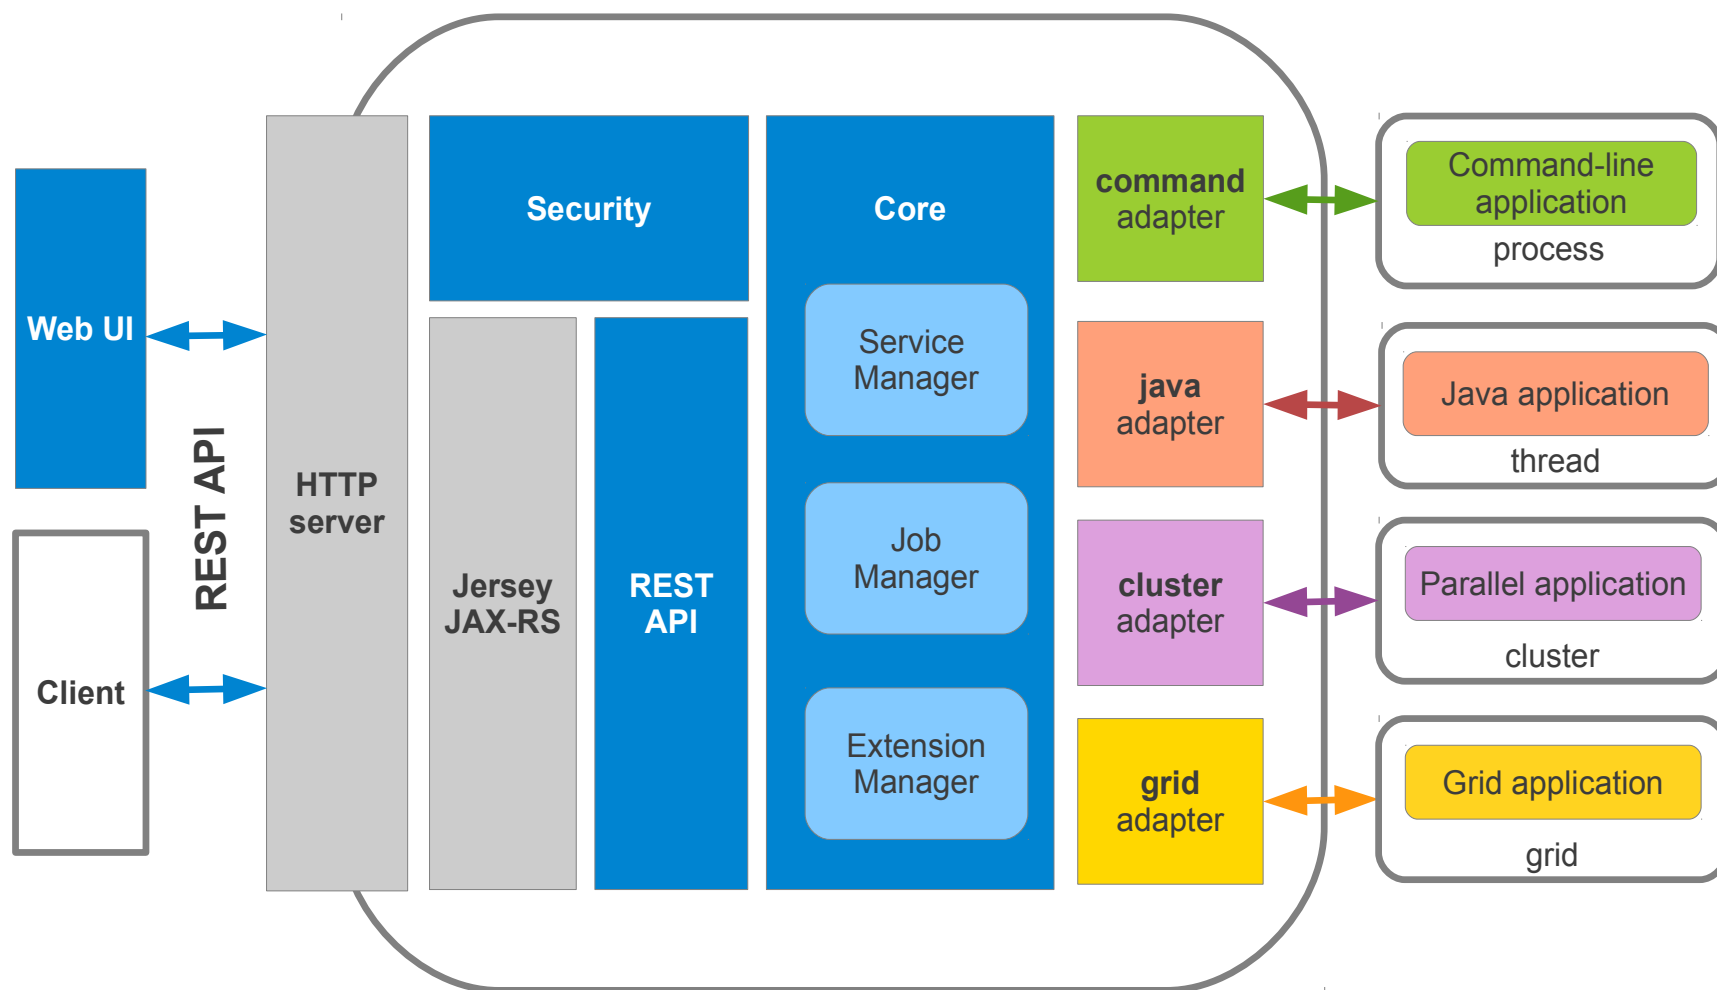 Web UI
Client
REST API
HTTP
server
Security
Jersey
JAX-RS
REST
API
Core
Service
Manager
Job
Manager
Extension
Manager
command
adapter
java
adapter
cluster
adapter
grid
adapter
Command-line
application
process
Java application
thread
Parallel application
cluster
Grid application
grid